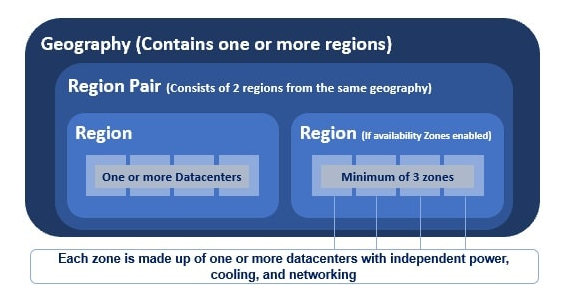 Geography (Contains one or more regions)
Region Pair (Consists of 2 regions from the same geography)
Region
One or more Datacenters
Region (If availability Zones enabled)
Minimum of 3 zones
Each zone is made up of one or more datacenters with independent power,
cooling, and networking